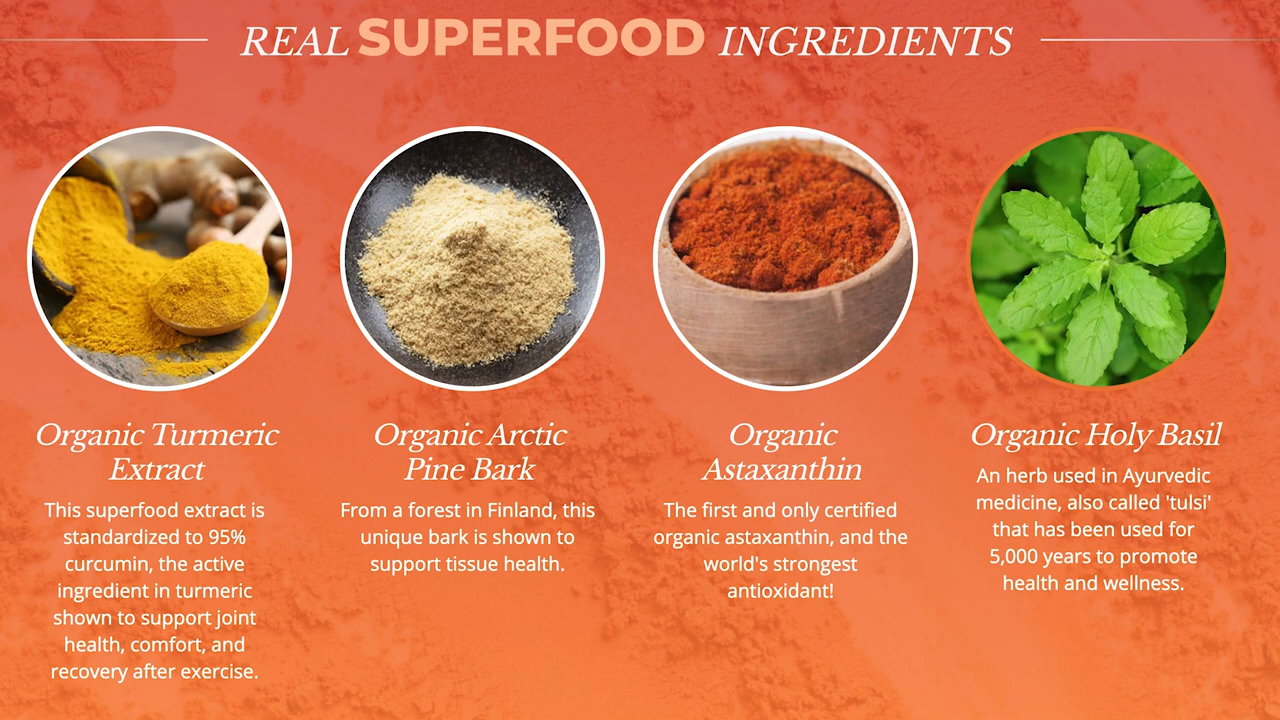 REAL SUPERFOOD INGREDIENTS
Organic Turmeric
Extract
This superfood extract is
standardized to 95%
curcumin, the active
ingredient in turmeric
shown to support joint
health, comfort, and
recovery after exercise.
Organic Arctic
Pine Bark
From a forest in Finland, this
unique bark is shown to
support tissue health.
Organic
Astaxanthin
The first and only certified
organic astaxanthin, and the
world's strongest
antioxidant!
Organic Holy Basil
An herb used in Ayurvedic
medicine, also called 'tulsi'
that has been used for
5,000 years to promote
health and wellness.